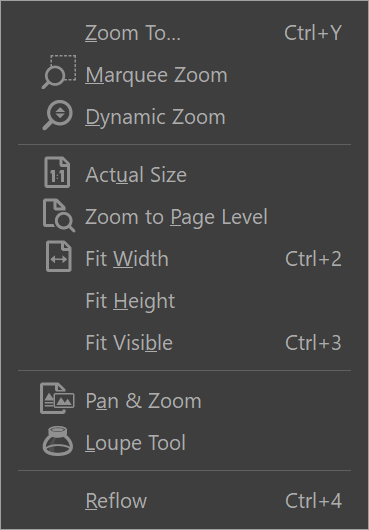 Zoom To... Ctrl+Y
Marquee Zoom
Dynamic Zoom
1:1 Actual Size
Zoom to Page Level
Fit Width Ctrl+2
Fit Height
Fit Visible Ctrl+3
Pan & Zoom
Loupe Tool
Reflow Ctrl+4